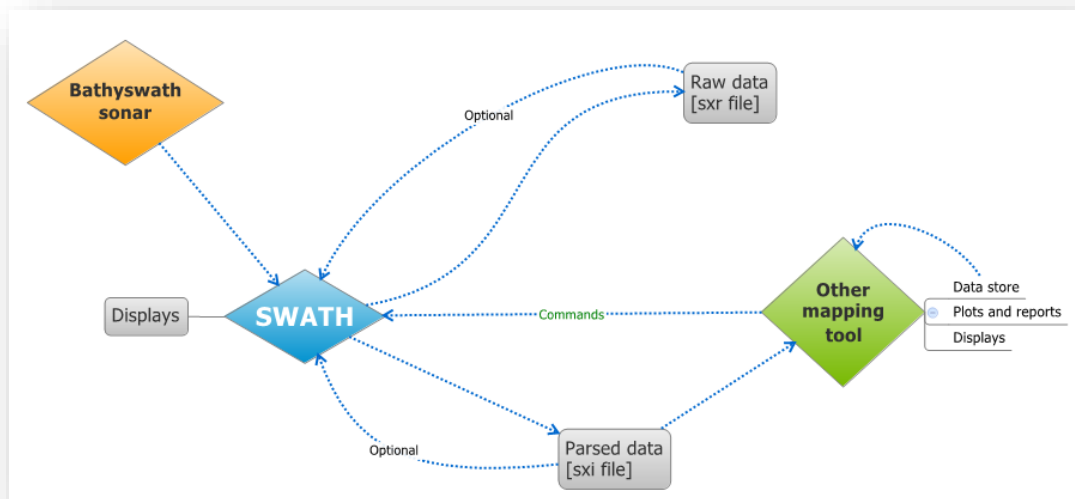 Bathyswath
sonar
Raw data
[sxr file]
Optional
Displays
SWATH
Commands
Other
mapping
tool
Data store
Plots and reports
Displays
Optional
Parsed data
[sxi file]